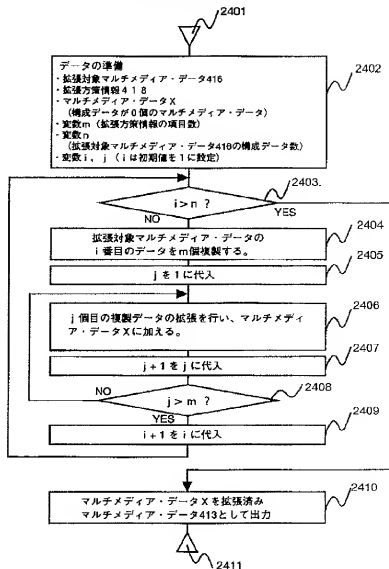 2401
データの準備
2402
・拡張対象マルチメディア・データ416
・拡張方策情報418
・マルチメディア・データX
(構成データが0個のマルチメディア・データ)
・変数m (拡張方策情報の項目数)
・変数n
(拡張対象マルチメディア・データ416の構成データ数)
・変数i、j (iは初期値を1に設定)
2403
i>n ?
NO
YES
2404
拡張対象マルチメディア・データの
i番目のデータをm個複製する。
2405
jを1に代入
2406
j個目の複製データの拡張を行い、マルチメディ
ア・データXに加える。
2407
j+1をjに代入
NO
2408
j>m ?
YES
2409
i+1をiに代入
2410
マルチメディア・データXを拡張済み
マルチメディア・データ413として出力
2411